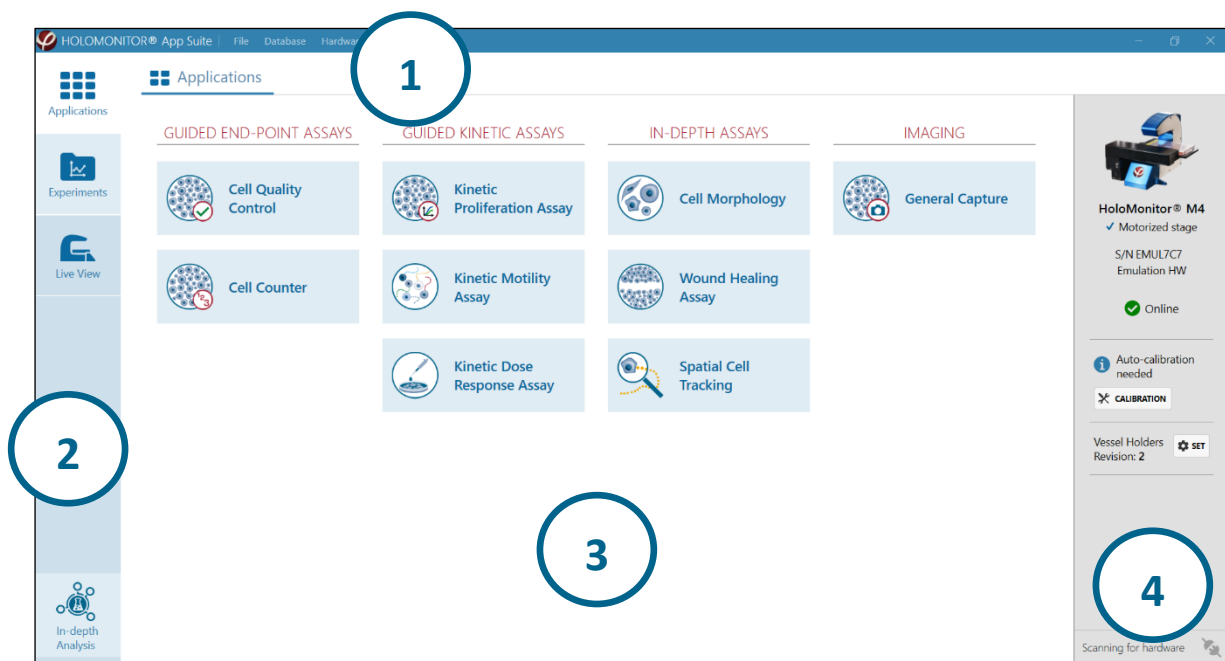 HOLOMONITOR® App Suite File Database
1
Applications
Applications
Experiments
Live View
2
In-depth
Analysis
GUIDED END-POINT ASSAYS
Cell Quality
Control
Cell Counter
GUIDED KINETIC ASSAYS
Kinetic
Proliferation Assay
Kinetic Motility
Assay
Kinetic Dose
Response Assay
IN-DEPTH ASSAYS
Cell Morphology
Wound Healing
Assay
Spatial Cell
Tracking
IMAGING
General Capture
3
HoloMonitor® M4
✓ Motorized stage
S/N EMUL7C7
Emulation HW
Online
Auto-calibration
needed
CALIBRATION
Vessel Holders
Revision: 2
SET
4
Scanning for hardware